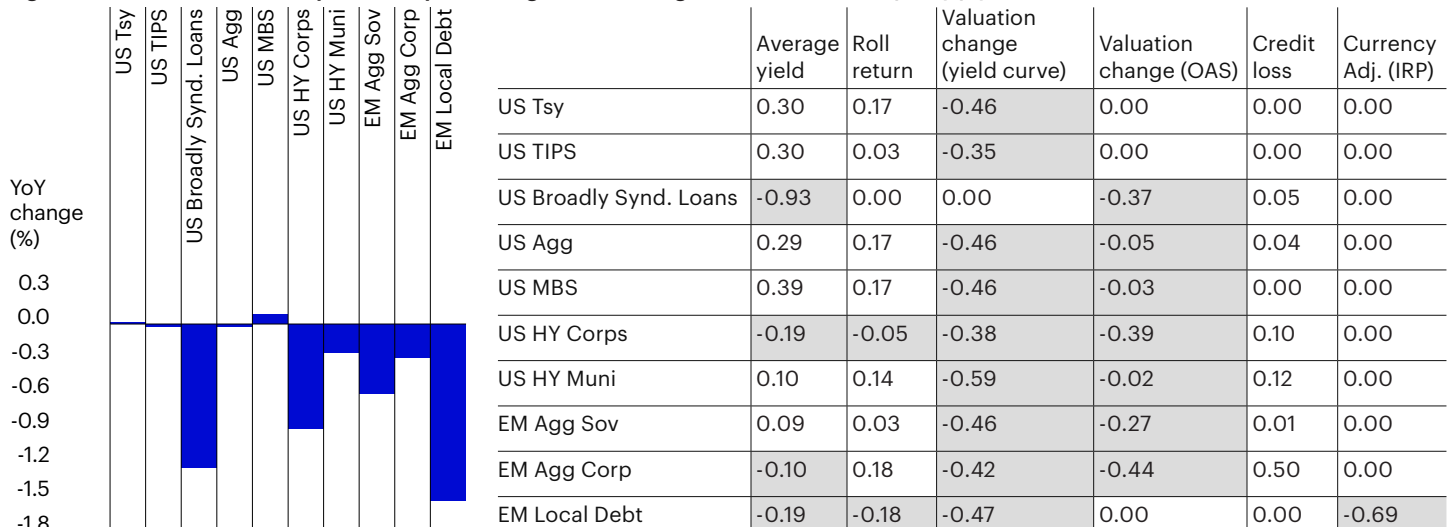 US Tsy
US TIPS
US Broadly Synd. Loans
US Agg
US MBS
US HY Corps
US HY Muni
EM Agg Sov
EM Agg Corp
EM Local Debt
YoY
change
(%)
0.3
0.0
-0.3
-0.6
-0.9
-1.2
-1.5
-1.8
Average yield Roll return Valuation change (yield curve) Valuation change (OAS) Credit loss Currency Adj. (IRP)
US Tsy 0.30 0.17 -0.46 0.00 0.00 0.00
US TIPS 0.30 0.03 -0.35 0.00 0.00 0.00
US Broadly Synd. Loans -0.93 0.00 0.00 -0.37 0.05 0.00
US Agg 0.29 0.17 -0.46 -0.05 0.04 0.00
US MBS 0.39 0.17 -0.46 -0.03 0.00 0.00
US HY Corps -0.19 -0.05 -0.38 -0.39 0.10 0.00
US HY Muni 0.10 0.14 -0.59 -0.02 0.12 0.00
EM Agg Sov 0.09 0.03 -0.46 -0.27 0.01 0.00
EM Agg Corp -0.10 0.18 -0.42 -0.44 0.50 0.00
EM Local Debt -0.19 -0.18 -0.47 0.00 0.00 -0.69